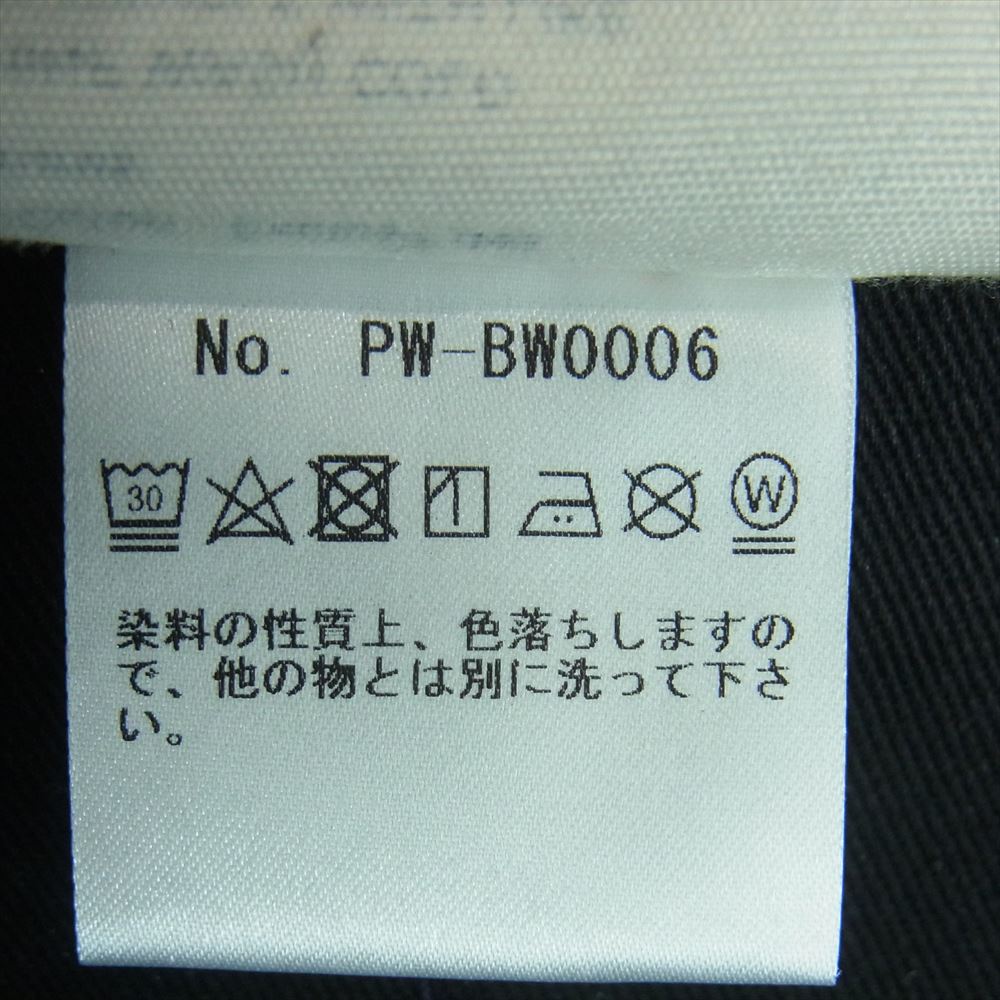 No. PW-BW0006
30 W
染料の性質上、色落ちしますの
で、他の物とは別に洗って下さ
い。